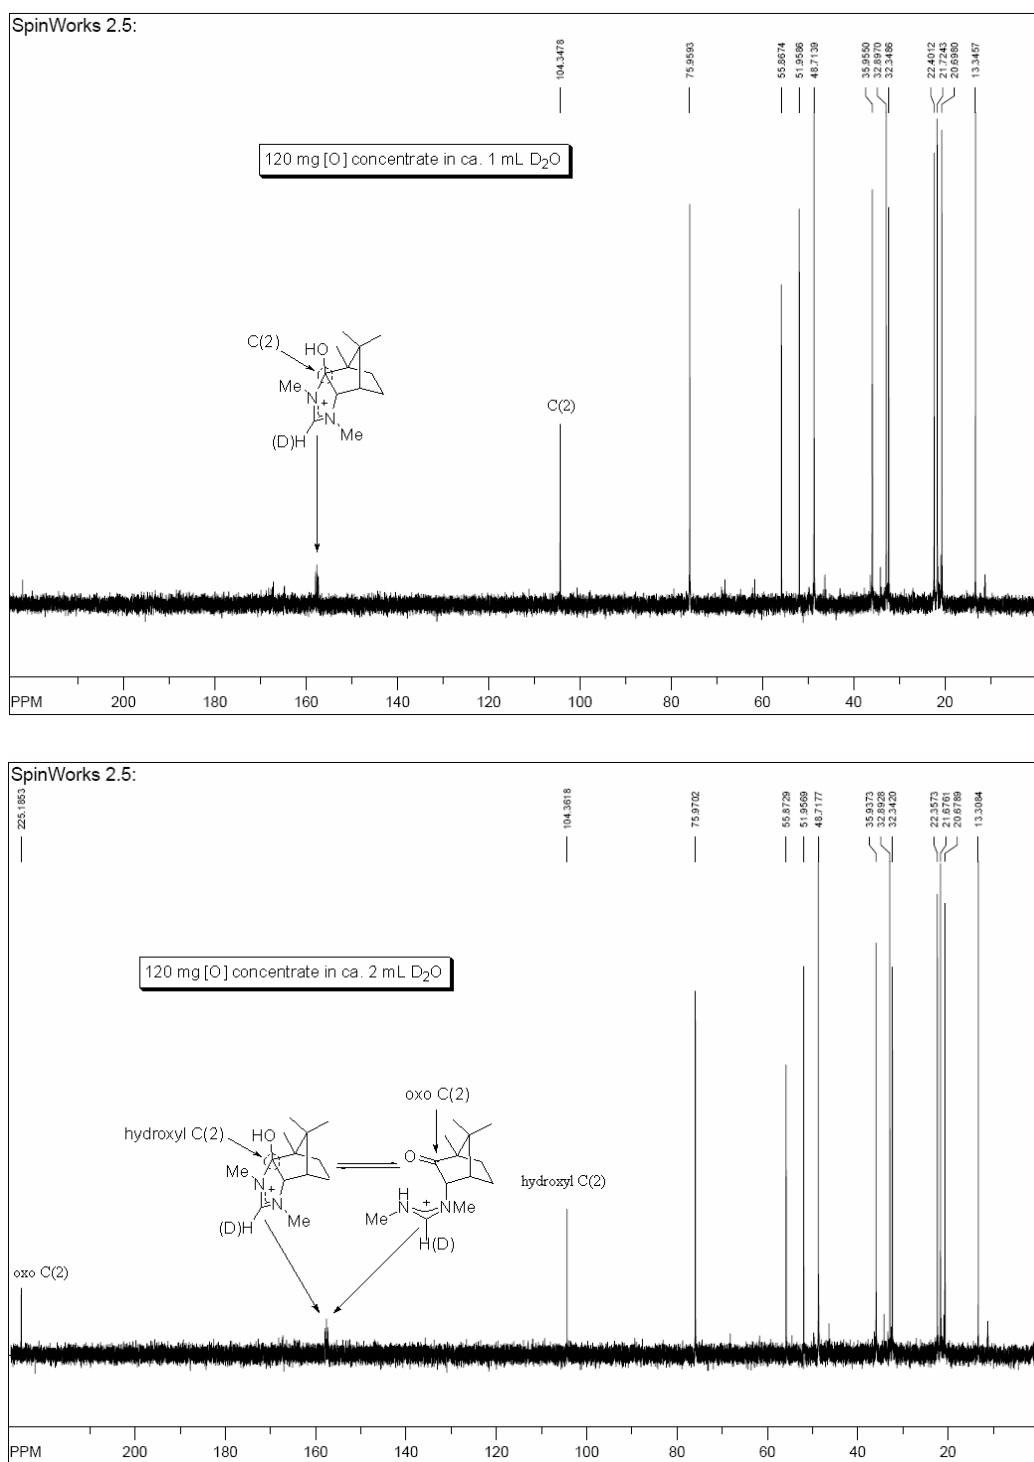 SpinWorks 2.5:
104.3478
75.9593
55.8674
51.9586
48.7139
35.9550
32.8970
32.3486
22.4012
21.7243
20.6980
13.3457
120 mg [O] concentrate in ca. 1 mL D₂O
C(2)
HO
Me
N
+
N
Me
(D)H
C(2)
PPM 200 180 160 140 120 100 80 60 40 20
SpinWorks 2.5:
225.1853
104.3618
75.9702
55.8729
51.9569
48.7177
35.9373
32.8928
32.3420
22.3573
21.6761
20.6789
13.3084
120 mg [O] concentrate in ca. 2 mL D₂O
oxo C(2)
hydroxyl C(2)
HO
O
Me
N
+
N
Me
(D)H
H
N
+
NMe
Me
H(D)
hydroxyl C(2)
oxo C(2)
PPM 200 180 160 140 120 100 80 60 40 20